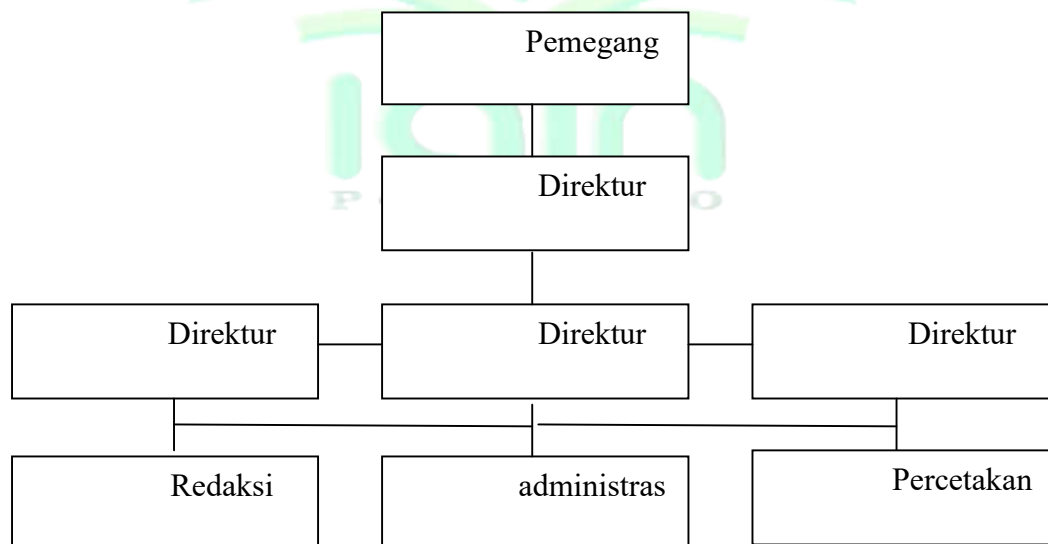 Pemegang
Direktur
Direktur Direktur Direktur
Redaksi administras Percetakan